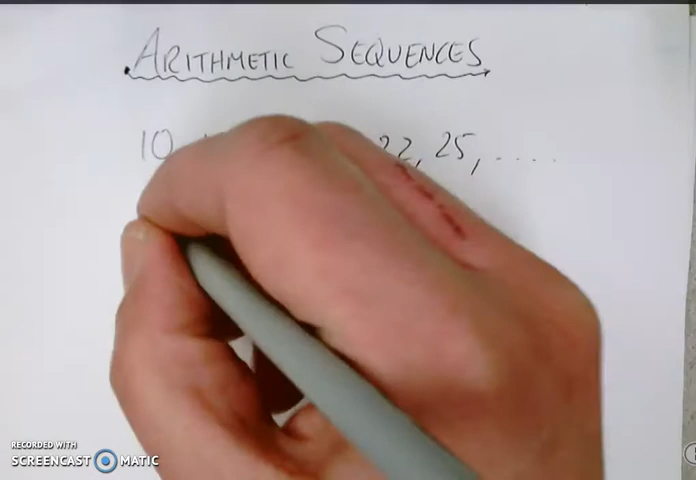 ARITHMETIC SEQUENCES
10 22, 25, ....
RECORDED WITH
SCREENCAST MATIC